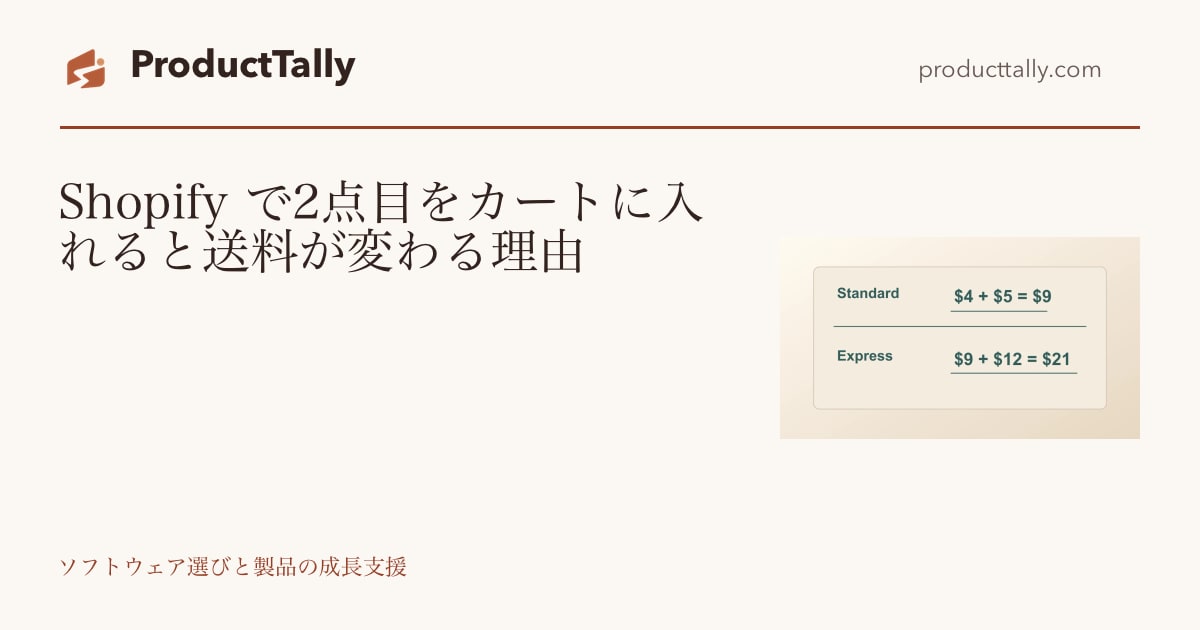 ProductTally
producttally.com
Shopify で2点目をカートに入
れると送料が変わる理由
Standard $4 + $5 = $9
Express $9 + $12 = $21
ソフトウェア選びと製品の成長支援